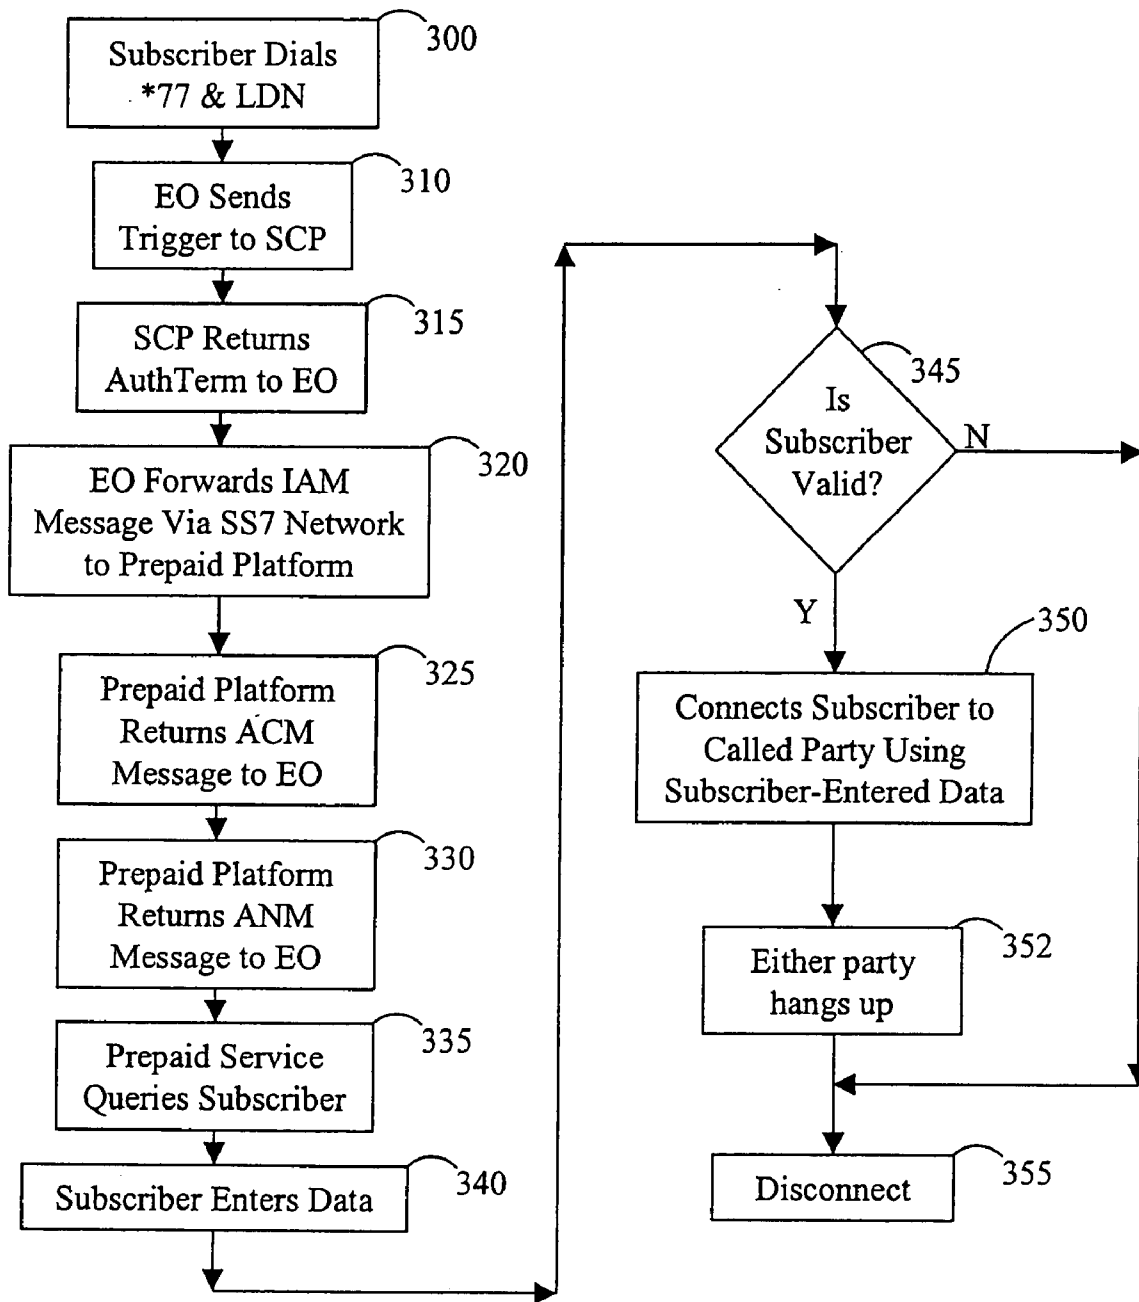 300
Subscriber Dials
*77 & LDN
310
EO Sends
Trigger to SCP
315
SCP Returns
AuthTerm to EO
320
EO Forwards IAM
Message Via SS7 Network
to Prepaid Platform
325
Prepaid Platform
Returns ACM
Message to EO
330
Prepaid Platform
Returns ANM
Message to EO
335
Prepaid Service
Queries Subscriber
340
Subscriber Enters Data
345
Is
Subscriber
Valid?
N
Y
350
Connects Subscriber to
Called Party Using
Subscriber-Entered Data
352
Either party
hangs up
355
Disconnect